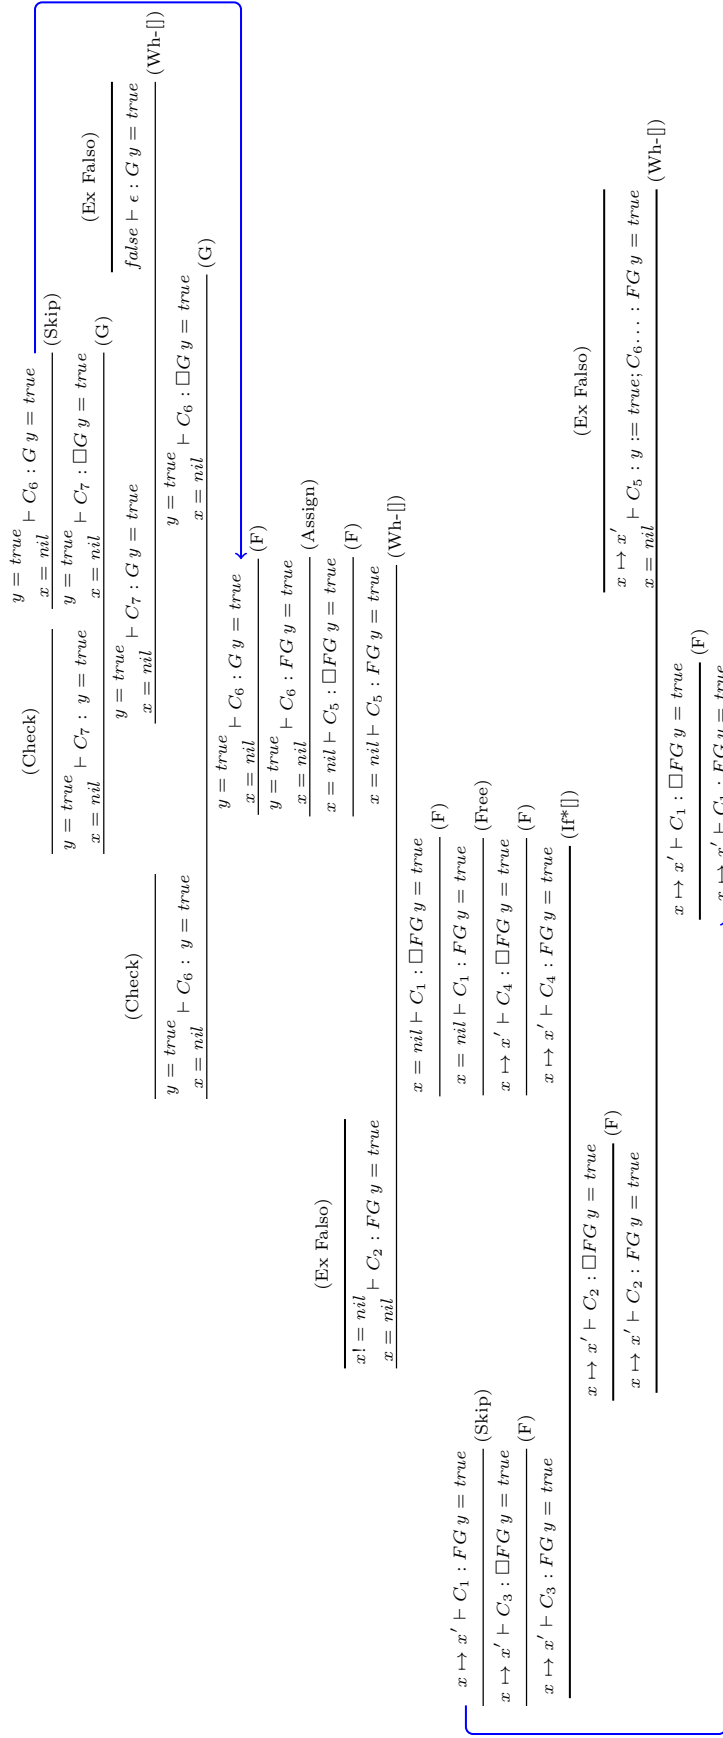 y = true
x = nil ⊢ C₆ : G y = true
(Skip)
(Check)
y = true
x = nil ⊢ C₇ : y = true
y = true
x = nil ⊢ C₇ : □G y = true
(G)
(Ex Falso)
y = true
x = nil ⊢ C₇ : G y = true
false ⊢ ϵ : G y = true
(Wh-[])
(Check)
y = true
x = nil ⊢ C₆ : y = true
y = true
x = nil ⊢ C₆ : □G y = true
(G)
y = true
x = nil ⊢ C₆ : G y = true
(F)
y = true
x = nil ⊢ C₆ : FG y = true
(Assign)
x = nil ⊢ C₅ : □FG y = true
(F)
(Ex Falso)
x! = nil
x = nil ⊢ C₂ : FG y = true
x = nil ⊢ C₅ : FG y = true
(Wh-[])
x = nil ⊢ C₁ : □FG y = true
(F)
x = nil ⊢ C₁ : FG y = true
(Free)
x ↦ x′ ⊢ C₄ : □FG y = true
(F)
x ↦ x′ ⊢ C₁ : FG y = true
(Skip)
x ↦ x′ ⊢ C₃ : □FG y = true
(F)
x ↦ x′ ⊢ C₃ : FG y = true
x ↦ x′ ⊢ C₄ : FG y = true
(If*[])
x ↦ x′ ⊢ C₂ : □FG y = true
(F)
(Ex Falso)
x ↦ x′ ⊢ C₂ : FG y = true
x ↦ x′
x = nil ⊢ C₅ : y := true; C₆ … : FG y = true
(Wh-[])
x ↦ x′ ⊢ C₁ : □FG y = true
(F)
x ↦ x′ ⊢ C₁ : FG y = true